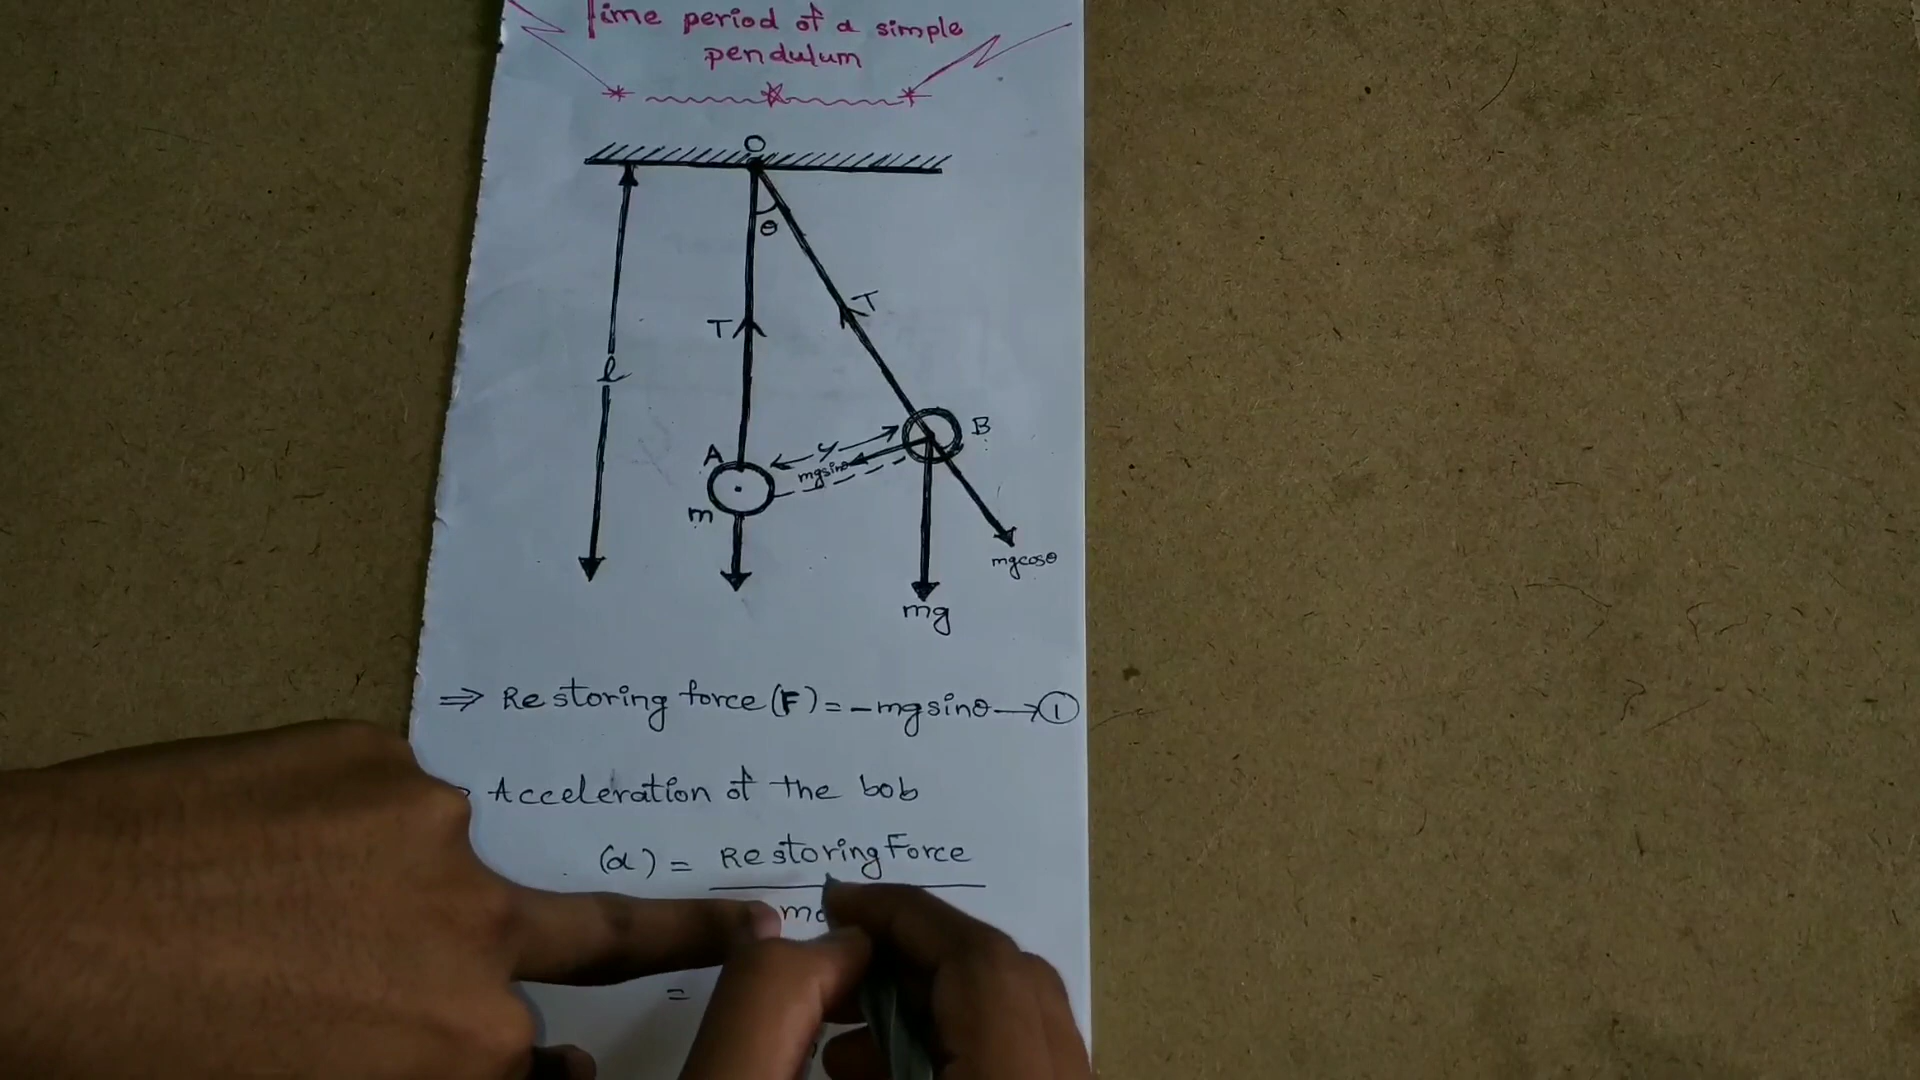 Time period of a simple
pendulum
O
θ
T
T
l
B
y
A
mgsinθ
m
mgcosθ
mg
⇒ Restoring force (F) = -mgsinθ → ①
Acceleration of the bob
(a) = Restoring Force
=